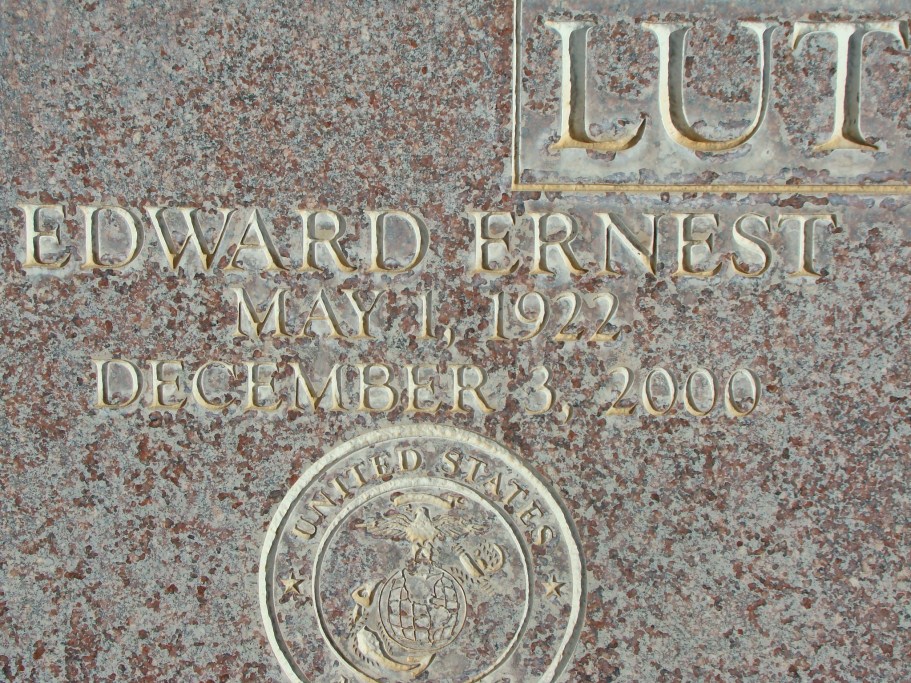 LUT
EDWARD ERNEST
MAY 1, 1922
DECEMBER 3, 2000
UNITED STATES